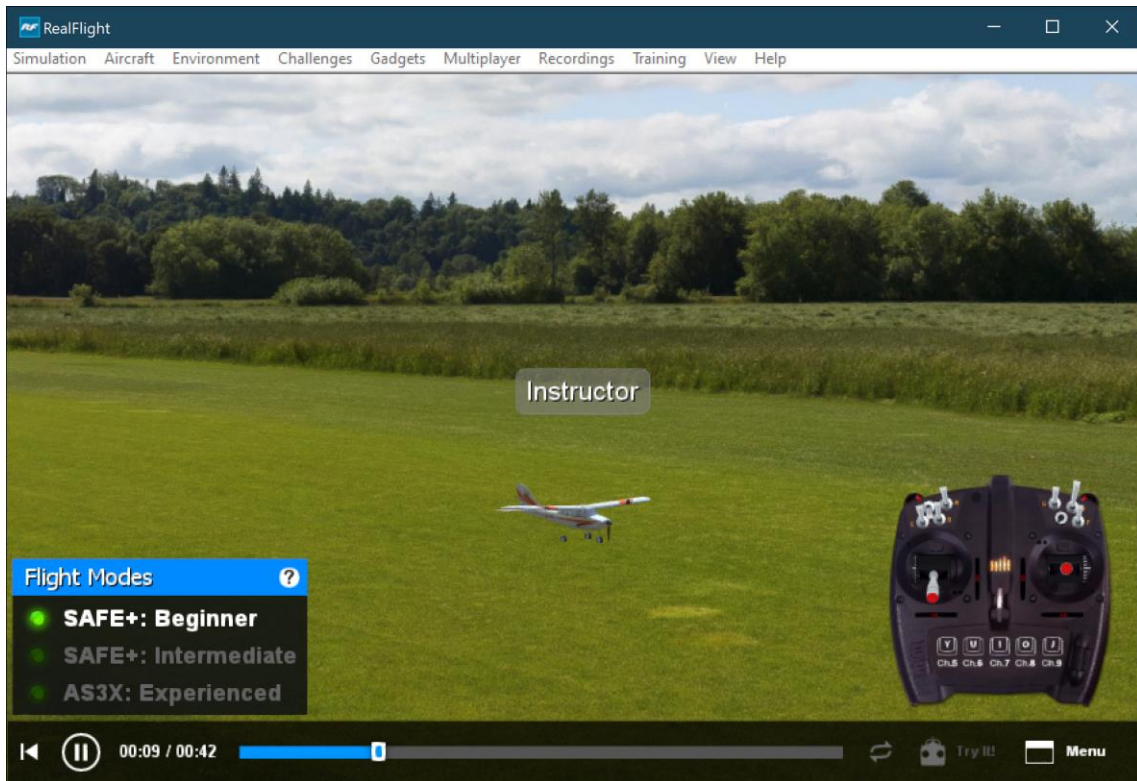 RealFlight
Simulation Aircraft Environment Challenges Gadgets Multiplayer Recordings Training View Help
Instructor
Flight Modes ?
SAFE+: Beginner
SAFE+: Intermediate
AS3X: Experienced
Y U I O J
Ch.5 Ch.6 Ch.7 Ch.8 Ch.9
00:09 / 00:42 Try It! Menu